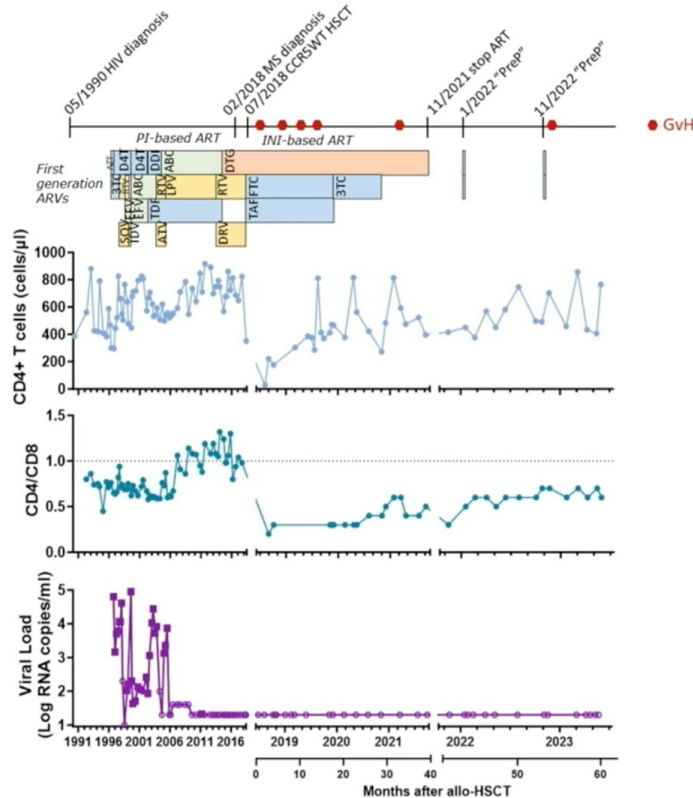 05/1990 HIV diagnosis
02/2018 MS diagnosis
07/2018 CCR5WT HSCT
11/2021 stop ART
1/2022 "PreP"
11/2022 "PreP"
GvH
PI-based ART
INI-based ART
First
generation
ARVs
AZT D4T D4T DDI ABC DTG
3TC RTV ABC RTV LPV RTV FTC 3TC
EFV EFV TDF TAF
SQV IDV ATV DRV
CD4+ T cells (cells/µl)
1000
800
600
400
200
0
CD4/CD8
1.5
1.0
0.5
0.0
Viral Load
(Log RNA copies/ml)
5
4
3
2
1
1991 1996 2001 2006 2011 2016 2019 2020 2021 2022 2023
0 10 20 30 40 50 60
Months after allo-HSCT